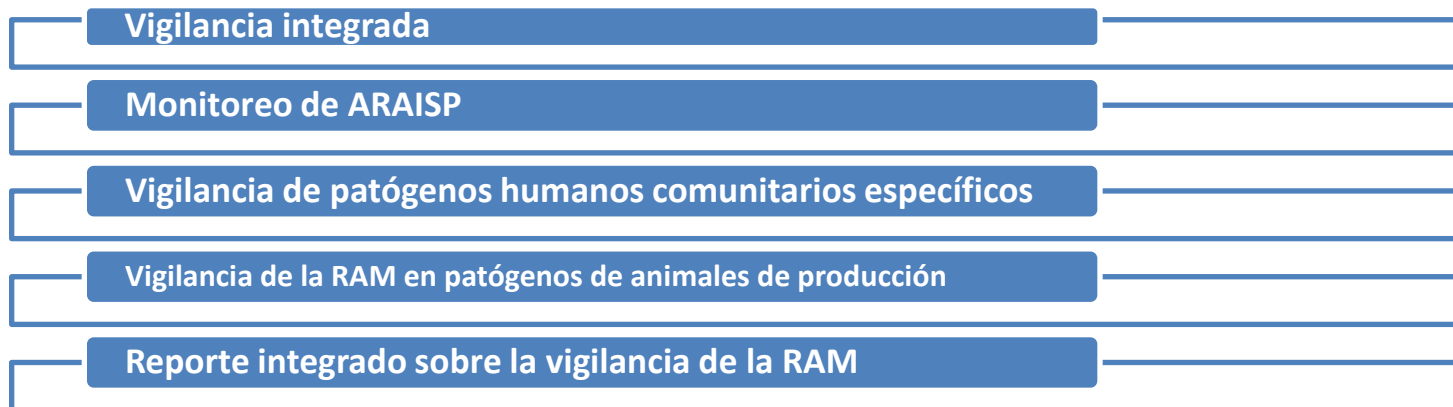 Vigilancia integrada
Monitoreo de ARAISP
Vigilancia de patógenos humanos comunitarios específicos
Vigilancia de la RAM en patógenos de animales de producción
Reporte integrado sobre la vigilancia de la RAM